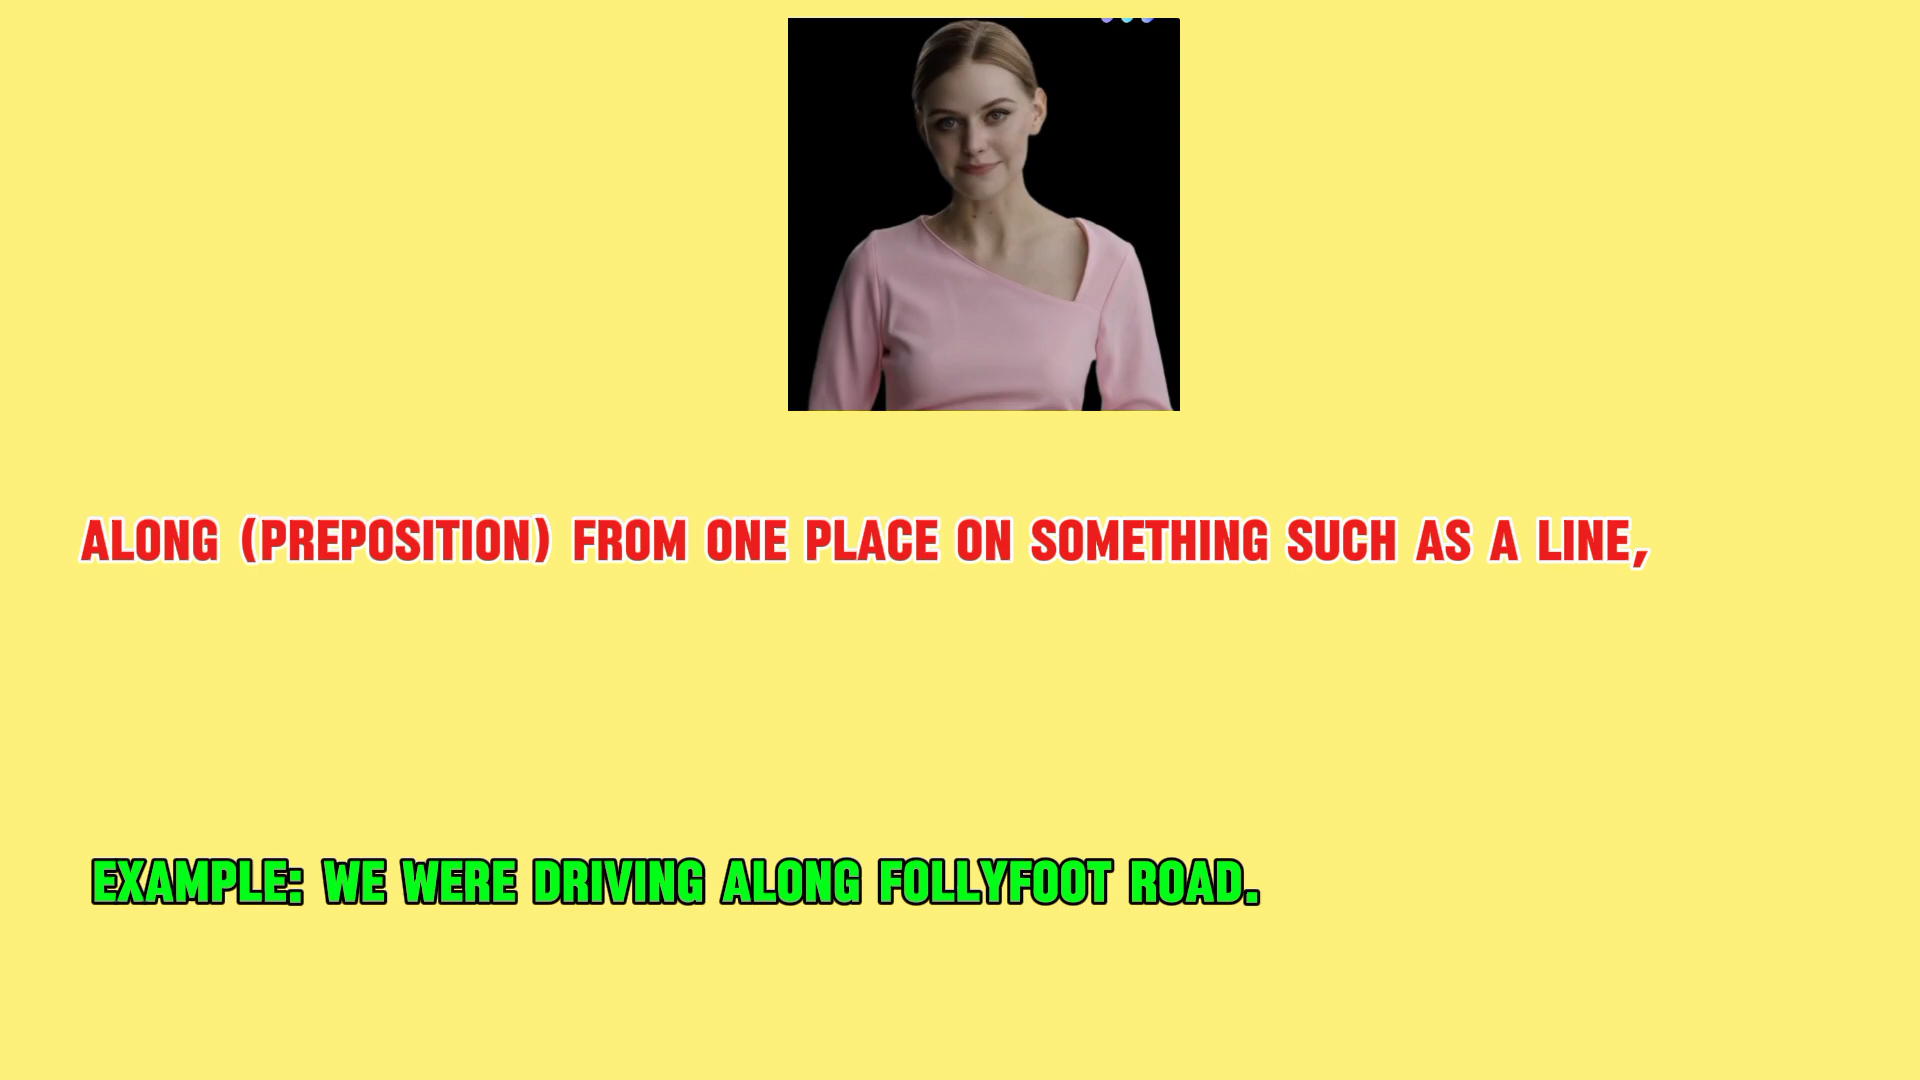 ALONG (PREPOSITION) FROM ONE PLACE ON SOMETHING SUCH AS A LINE,
EXAMPLE: WE WERE DRIVING ALONG FOLLYFOOT ROAD.